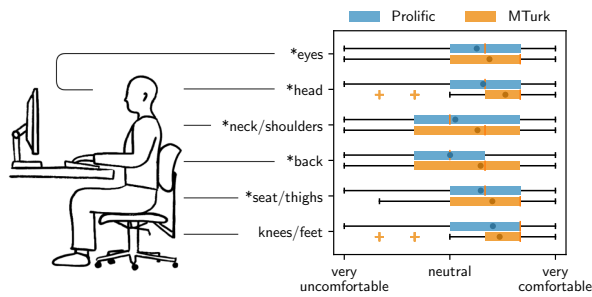 Prolific MTurk
*eyes
*head
*neck/shoulders
*back
*seat/thighs
knees/feet
very neutral very
uncomfortable comfortable